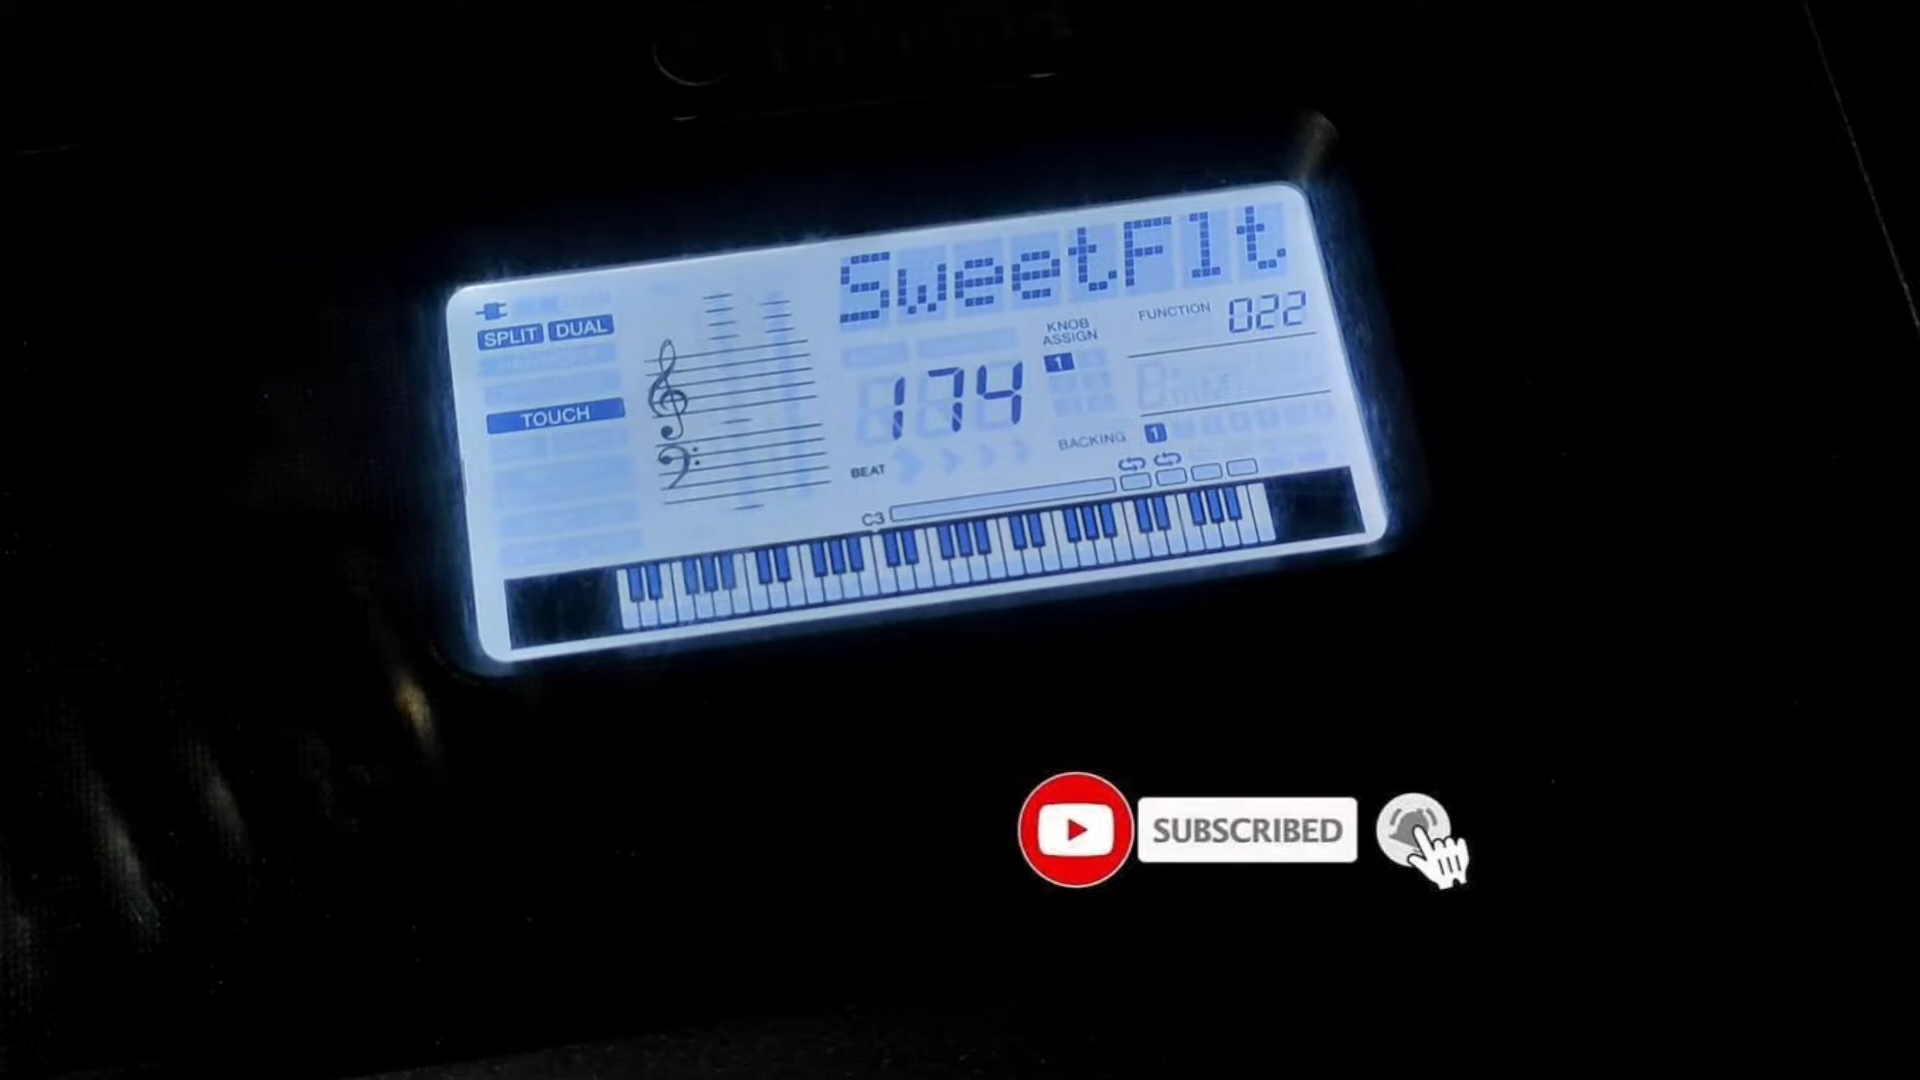 SweetFlt
FUNCTION 022
SPLIT DUAL
KNOB
ASSIGN
1
174
TOUCH
BACKING 1
BEAT
C3
SUBSCRIBED